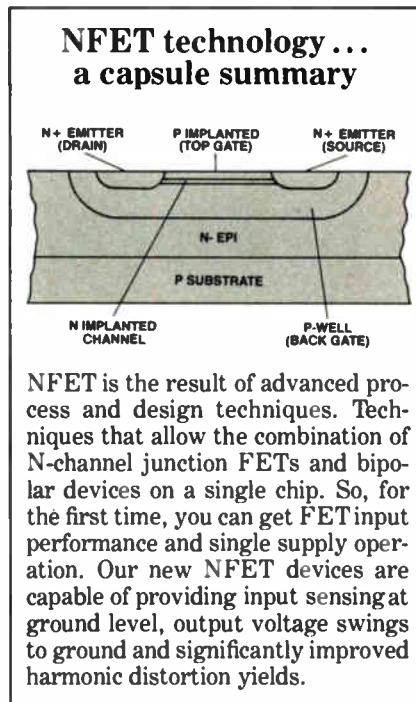 NFET technology...
a capsule summary
N+ EMITTER P IMPLANTED N+ EMITTER
(DRAIN) (TOP GATE) (SOURCE)
N- EPI
P SUBSTRATE
N IMPLANTED P-WELL
CHANNEL (BACK GATE)
NFET is the result of advanced pro-
cess and design techniques. Tech-
niques that allow the combination of
N-channel junction FETs and bipo-
lar devices on a single chip. So, for
the first time, you can get FET input
performance and single supply oper-
ation. Our new NFET devices are
capable of providing input sensing at
ground level, output voltage swings
to ground and significantly improved
harmonic distortion yields.